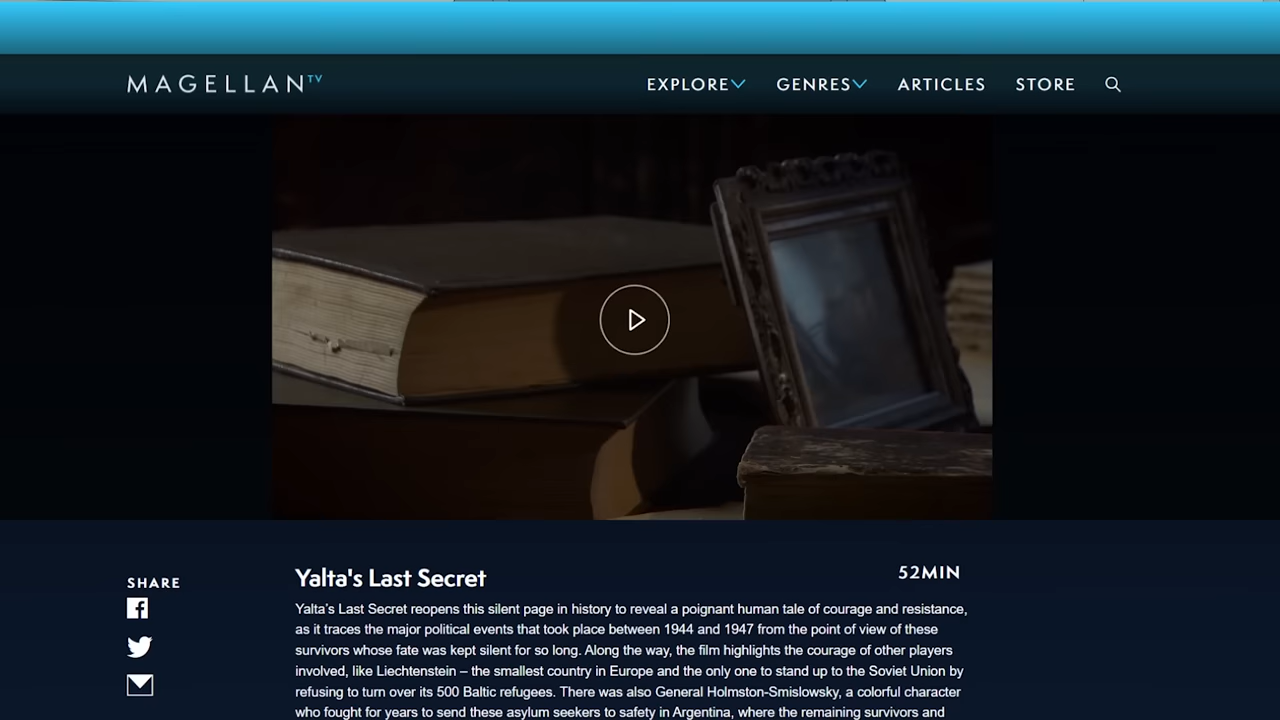 MAGELLANTV
EXPLORE GENRES ARTICLES STORE
SHARE
Yalta's Last Secret
52MIN
Yalta's Last Secret reopens this silent page in history to reveal a poignant human tale of courage and resistance,
as it traces the major political events that took place between 1944 and 1947 from the point of view of these
survivors whose fate was kept silent for so long. Along the way, the film highlights the courage of other players
involved, like Liechtenstein – the smallest country in Europe and the only one to stand up to the Soviet Union by
refusing to turn over its 500 Baltic refugees. There was also General Holmston-Smislowsky, a colorful character
who fought for years to send these asylum seekers to safety in Argentina, where the remaining survivors and